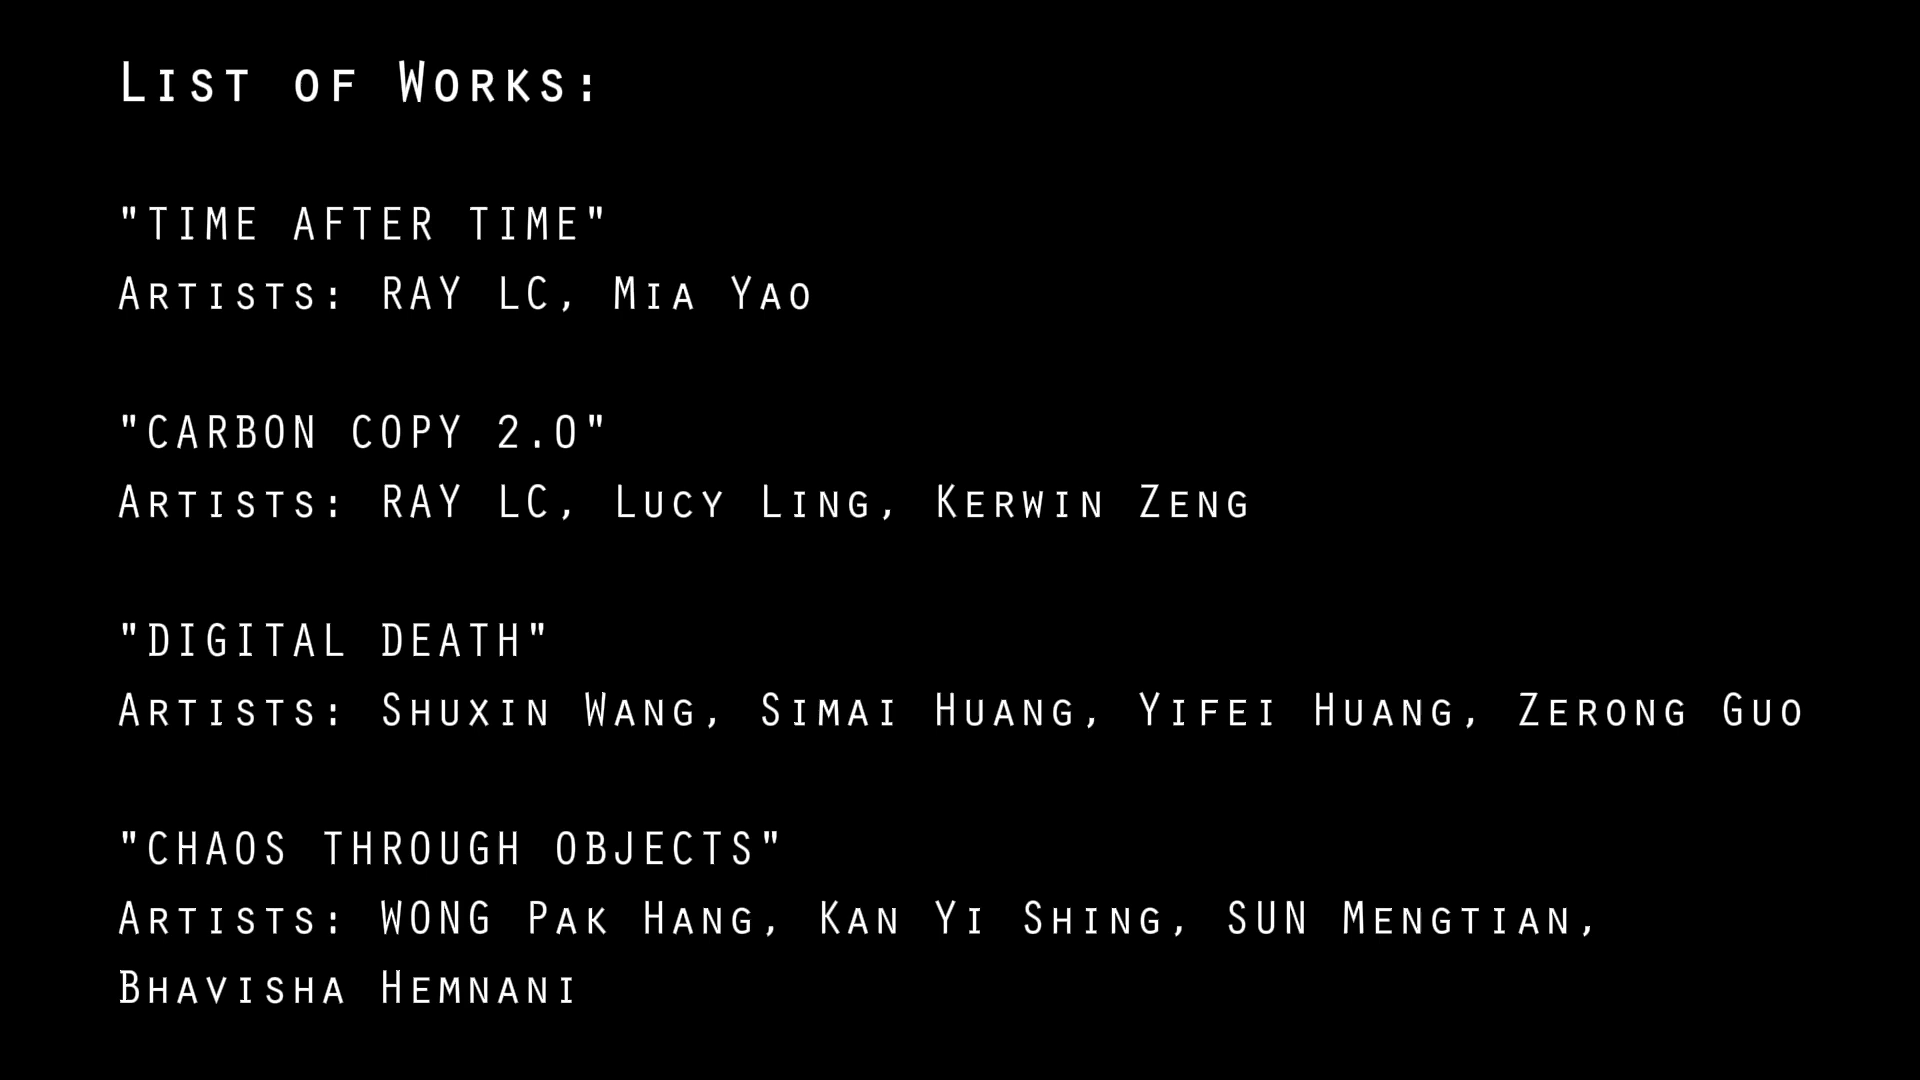 List of Works:
"TIME AFTER TIME"
Artists: RAY LC, Mia Yao
"CARBON COPY 2.0"
Artists: RAY LC, Lucy Ling, Kerwin Zeng
"DIGITAL DEATH"
Artists: Shuxin Wang, Simai Huang, Yifei Huang, Zerong Guo
"CHAOS THROUGH OBJECTS"
Artists: WONG Pak Hang, Kan Yi Shing, SUN Mengtian,
Bhavisha Hemnani